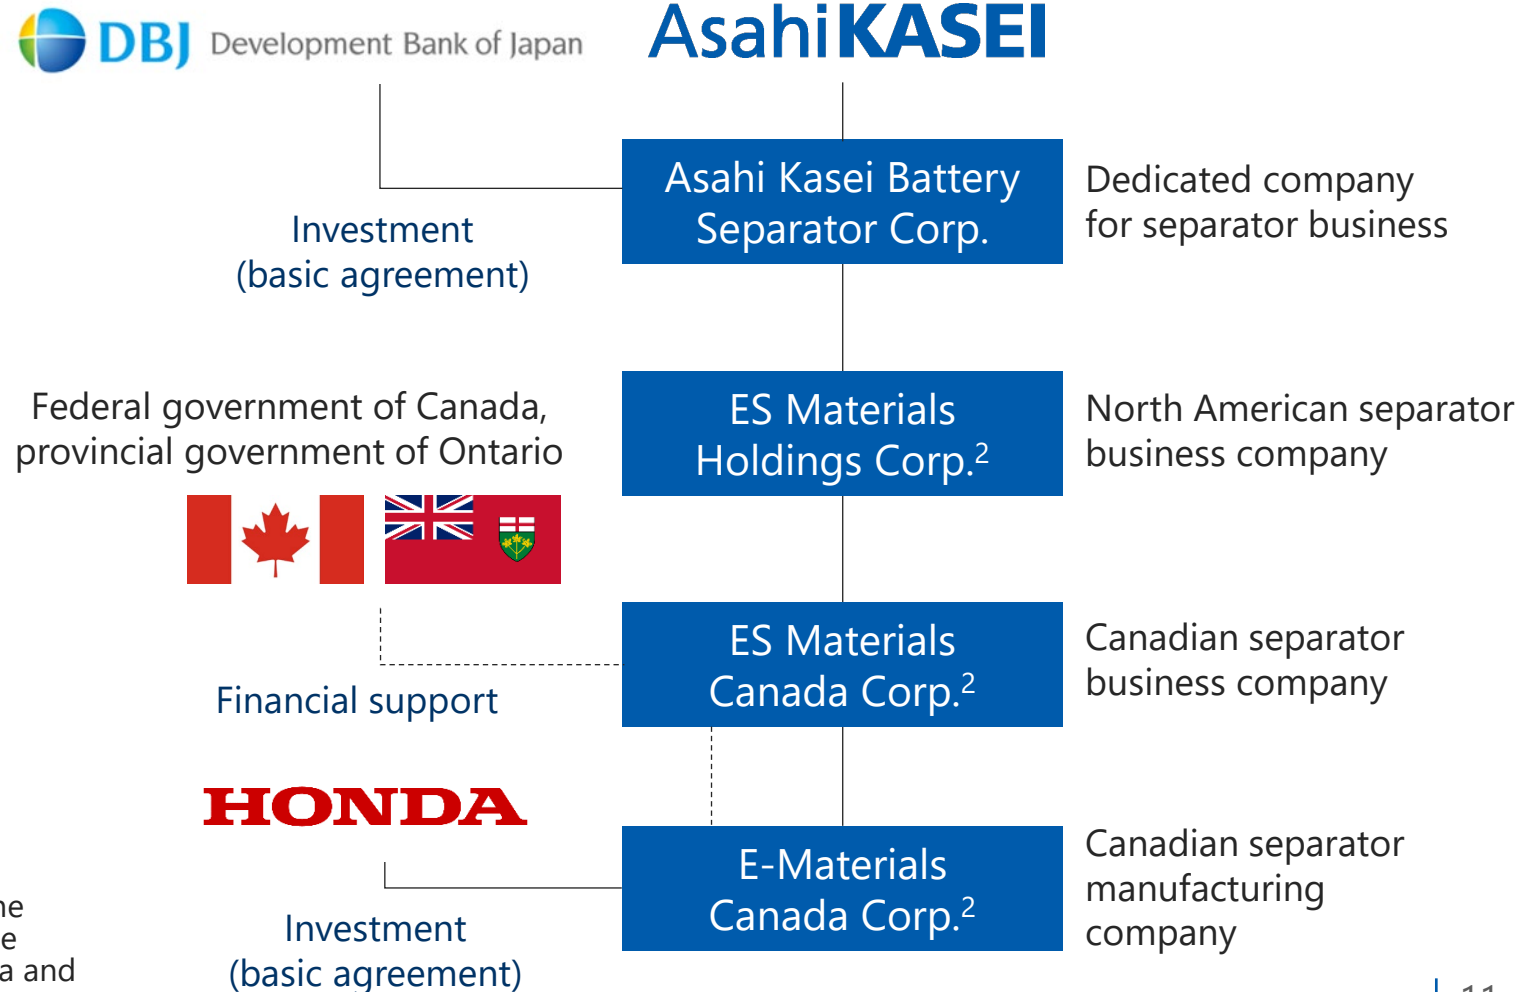 DBJ Development Bank of Japan
AsahiKASEI
Asahi Kasei Battery
Separator Corp.
Dedicated company
for separator business
Investment
(basic agreement)
Federal government of Canada,
provincial government of Ontario
ES Materials
Holdings Corp.2
North American separator
business company
ES Materials
Canada Corp.2
Canadian separator
business company
Financial support
HONDA
E-Materials
Canada Corp.2
Canadian separator
manufacturing
company
Investment
(basic agreement)
a and